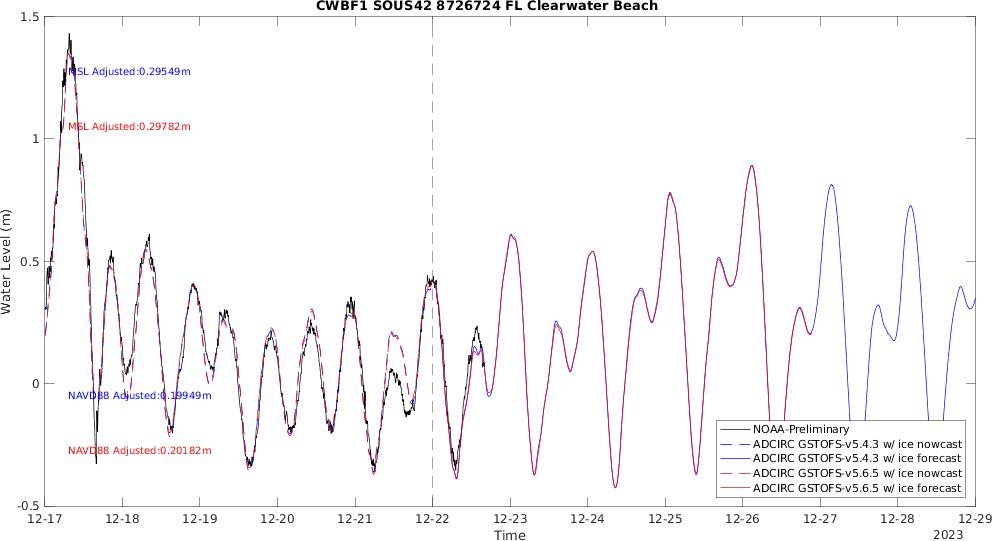 CWBF1 SOUS42 8726724 FL Clearwater Beach
1.5
1
0.5
0
-0.5
Water Level (m)
MSL Adjusted:0.29549m
MSL Adjusted:0.29782m
NAVD88 Adjusted:0.19949m
NAVD88 Adjusted:0.20182m
NOAA-Preliminary
ADCIRC GSTOFS-v5.4.3 w/ ice nowcast
ADCIRC GSTOFS-v5.4.3 w/ ice forecast
ADCIRC GSTOFS-v5.6.5 w/ ice nowcast
ADCIRC GSTOFS-v5.6.5 w/ ice forecast
12-17 12-18 12-19 12-20 12-21 12-22 12-23 12-24 12-25 12-26 12-27 12-28 12-29
Time
2023